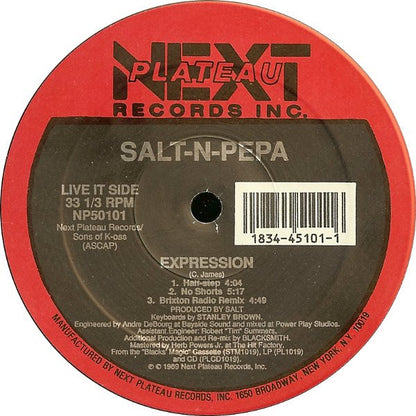 NEXT
PLATEAU
RECORDS INC.
SALT-N-PEPA
LIVE IT SIDE
33 1/3 RPM
NP50101
Next Plateau Records/
Sons of K-oss
(ASCAP)
1834-45101-1
EXPRESSION
(C. James)
1. Half-step 4:04
2. No Shorts 5:17
3. Brixton Radio Remix 4:49
PRODUCED BY SALT
Keyboards by STANLEY BROWN.
Engineered by Andre DeBourg at Bayside Sound and mixed at Power Play Studios.
Assistant Engineer: Robert "Tim" Summers.
Additional Production and Re-mix by BLACKSMITH.
Mastered by Herb Powers Jr. at The Hit Factory.
From the "Blacks' Magic" Cassette (STM1019), LP (PL1019)
and CD (PLCD1019).
© 1989 Next Plateau Records, Inc.
MANUFACTURED BY NEXT PLATEAU RECORDS, INC. 1650 BROADWAY, NEW YORK, N.Y. 10019